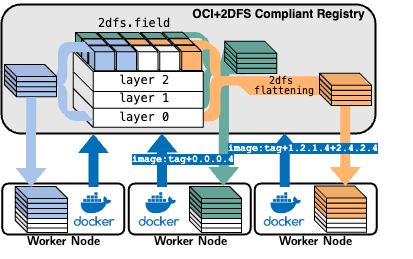 OCI+2DFS Compliant Registry
2dfs.field
layer 2
layer 1
layer 0
2dfs
flattening
image:tag+0.0.0.4
image:tag+1.2.1.4+2.4.2.4
docker
docker
docker
Worker Node
Worker Node
Worker Node